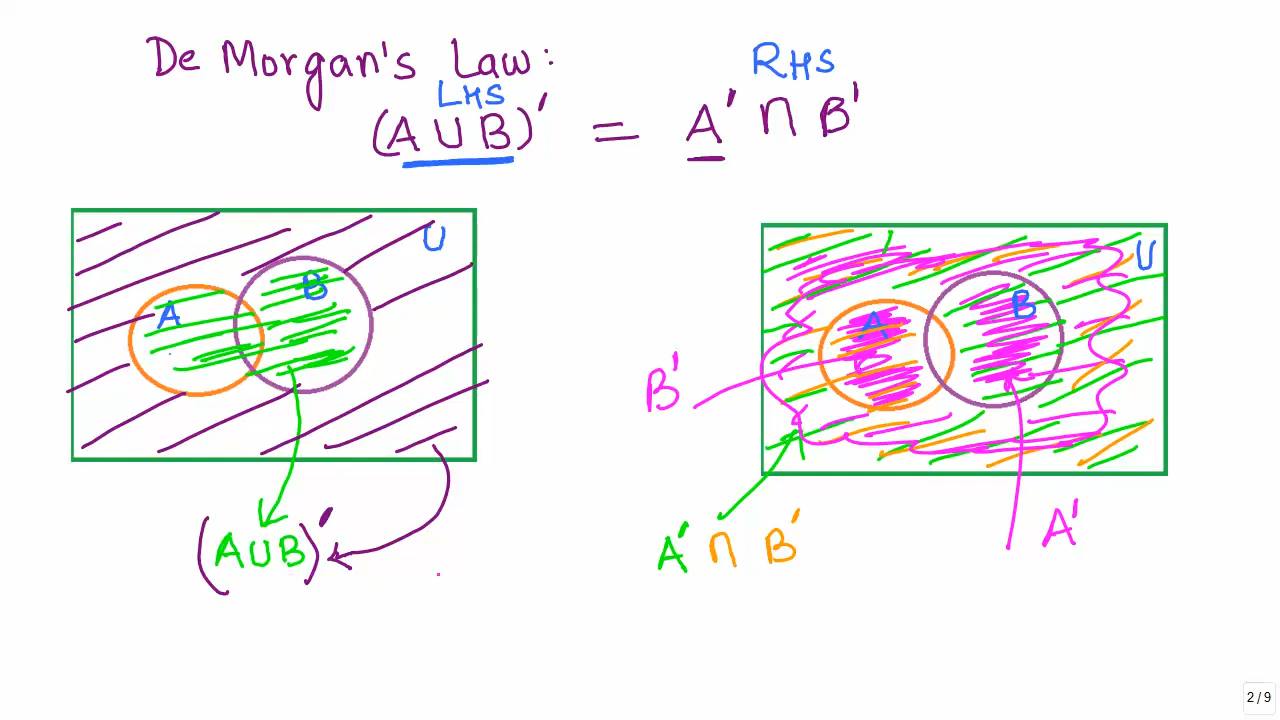 De Morgan's Law:
LHS RHS
(A ∪ B)' = A' ∩ B'
U
A B
U
A B
B'
(A∪B)'
A' ∩ B'
A'
2 / 9